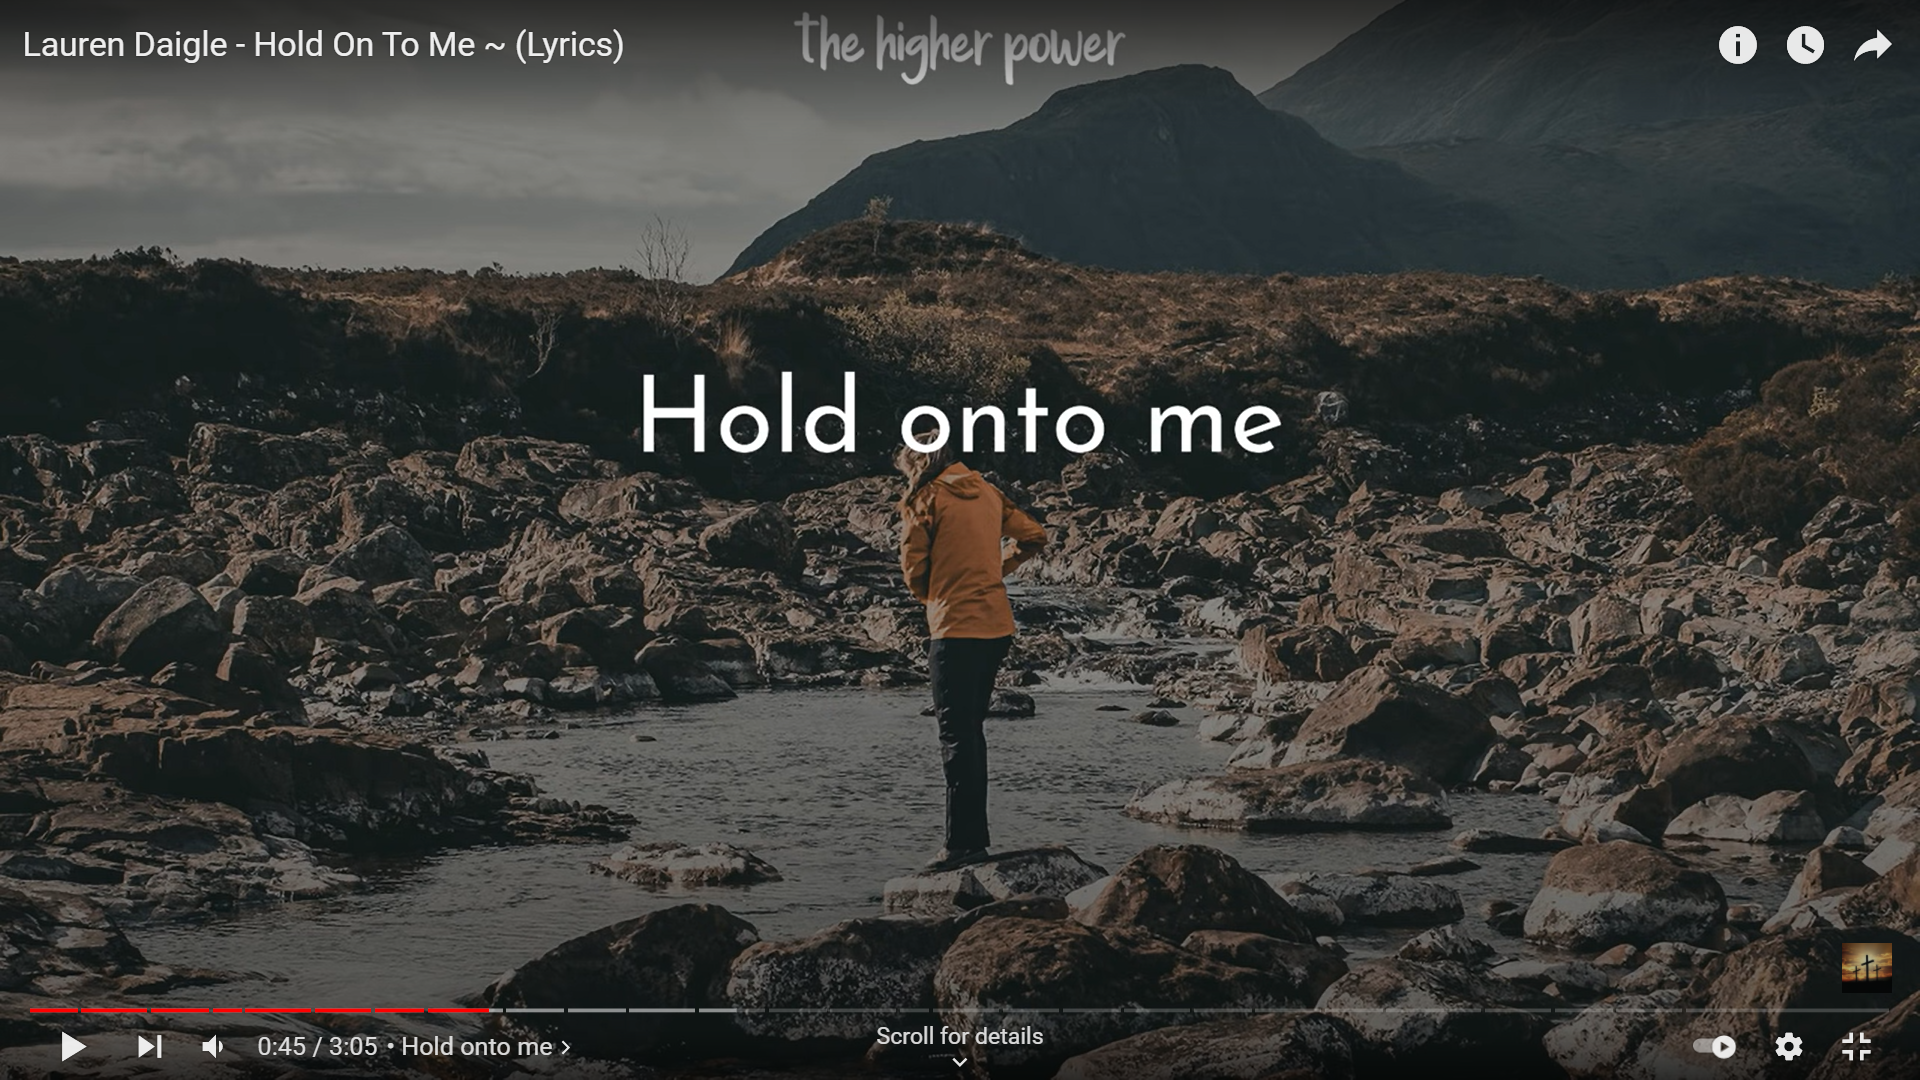 Lauren Daigle - Hold On To Me ~ (Lyrics)
the higher power
Hold onto me
0:45 / 3:05 • Hold onto me
Scroll for details